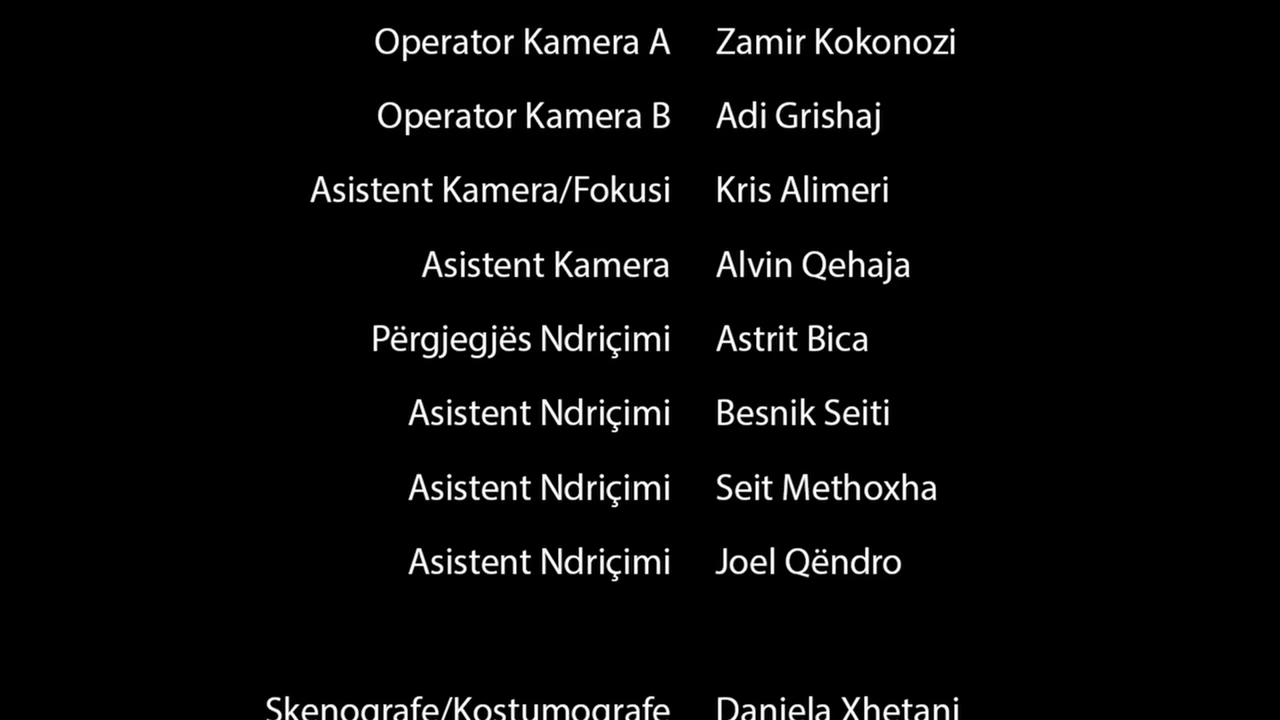 Operator Kamera A Zamir Kokonozi
Operator Kamera B Adi Grishaj
Asistent Kamera/Fokusi Kris Alimeri
Asistent Kamera Alvin Qehaja
Përgjegjës Ndriçimi Astrit Bica
Asistent Ndriçimi Besnik Seiti
Asistent Ndriçimi Seit Methoxha
Asistent Ndriçimi Joel Qëndro
Skenografe/Kostumografe Daniela Xhetani